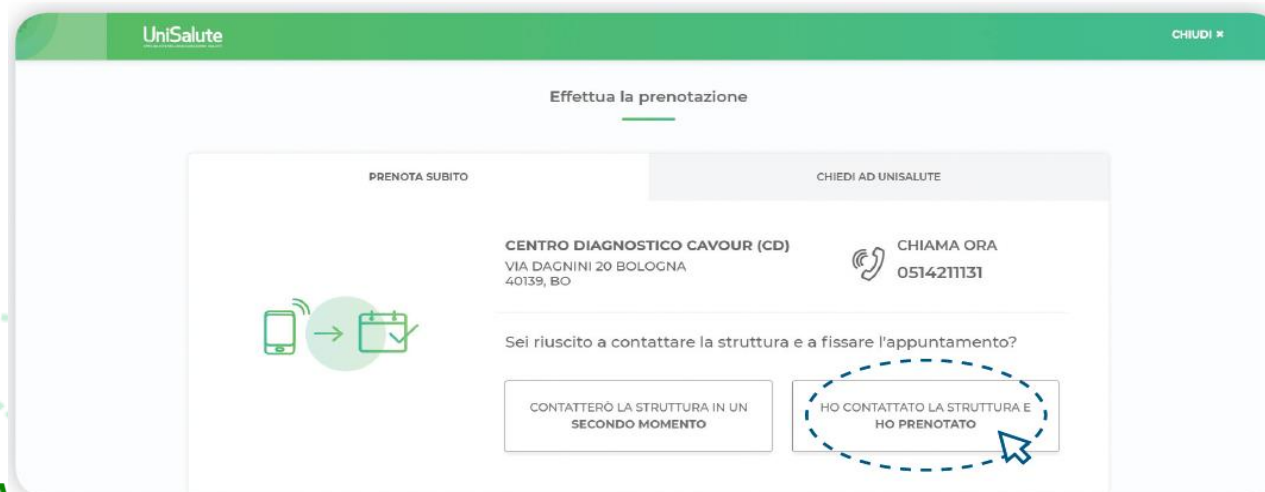 UniSalute
CHIUDI ×
Effettua la prenotazione
PRENOTA SUBITO
CHIEDI AD UNISALUTE
CENTRO DIAGNOSTICO CAVOUR (CD)
VIA DAGNINI 20 BOLOGNA
40139, BO
CHIAMA ORA
0514211131
Sei riuscito a contattare la struttura e a fissare l'appuntamento?
CONTATTERÒ LA STRUTTURA IN UN
SECONDO MOMENTO
HO CONTATTATO LA STRUTTURA E
HO PRENOTATO